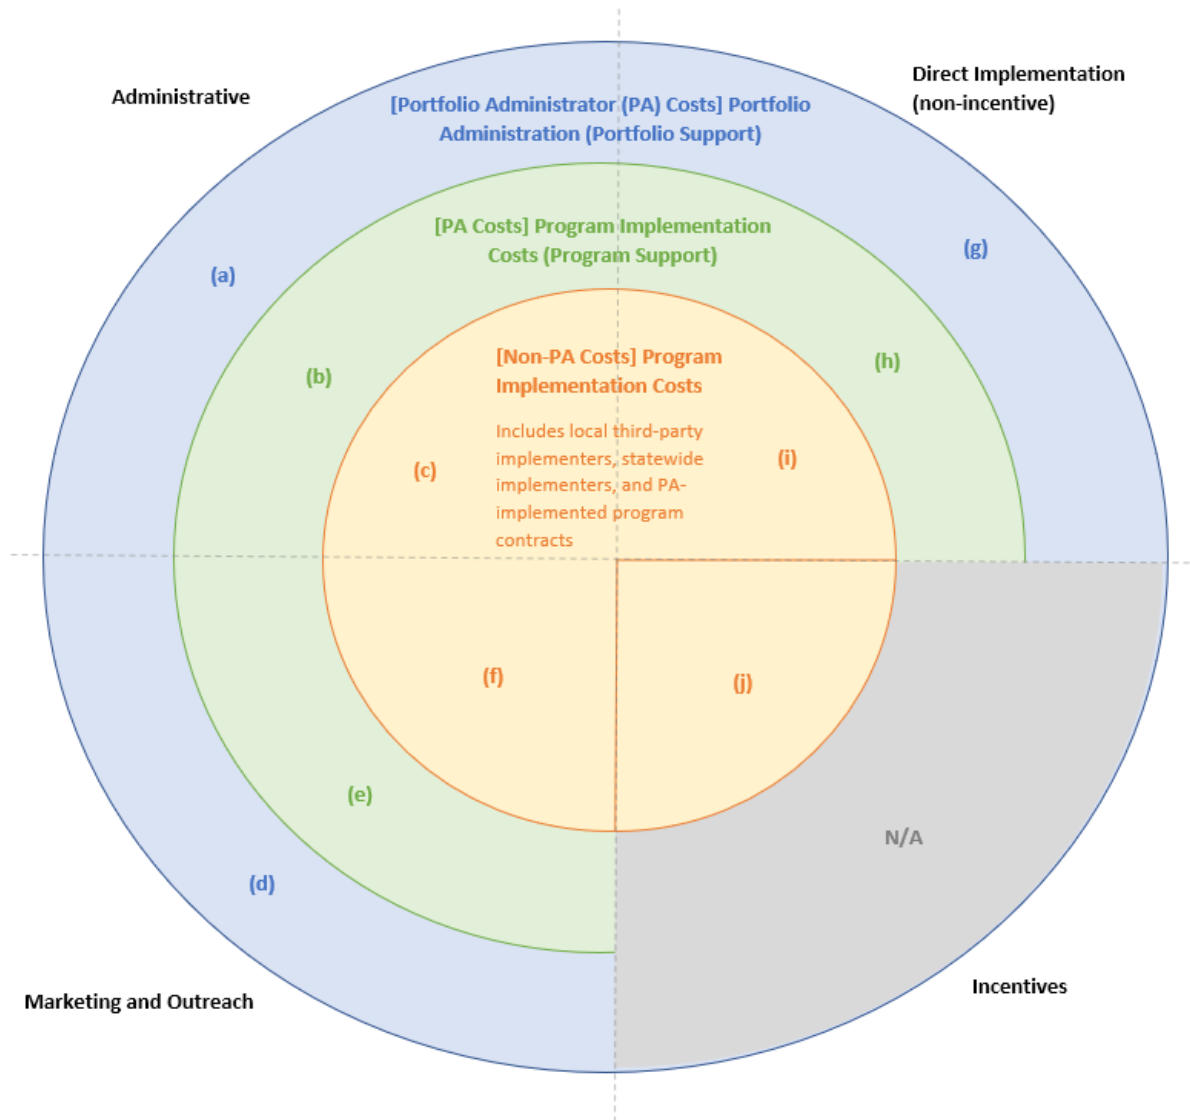 Administrative
Direct Implementation
(non-incentive)
[Portfolio Administrator (PA) Costs] Portfolio
Administration (Portfolio Support)
[PA Costs] Program Implementation
Costs (Program Support)
(a)
(g)
(b)
(h)
[Non-PA Costs] Program
Implementation Costs
Includes local third-party
implementers, statewide
implementers, and PA-
implemented program
contracts
(c)
(i)
(f)
(j)
(e)
(d)
N/A
Marketing and Outreach
Incentives